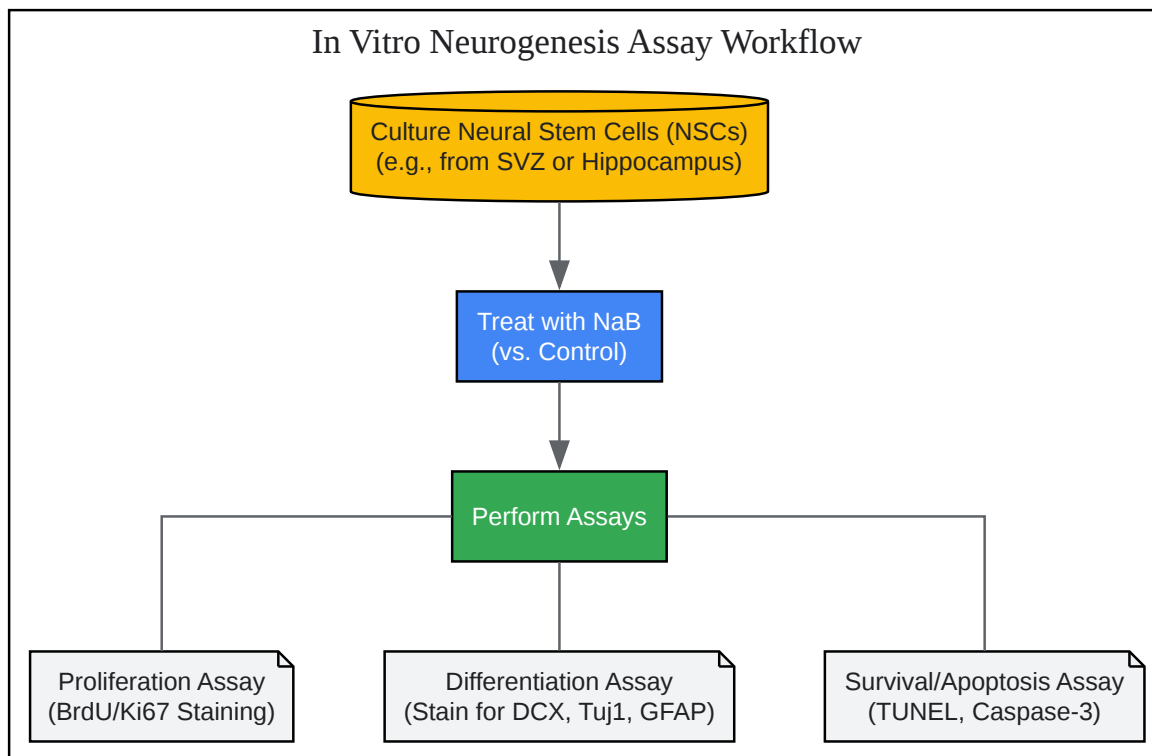 In Vitro Neurogenesis Assay Workflow
Culture Neural Stem Cells (NSCs)
(e.g., from SVZ or Hippocampus)
Treat with NaB
(vs. Control)
Perform Assays
Proliferation Assay
(BrdU/Ki67 Staining)
Differentiation Assay
(Stain for DCX, Tuj1, GFAP)
Survival/Apoptosis Assay
(TUNEL, Caspase-3)